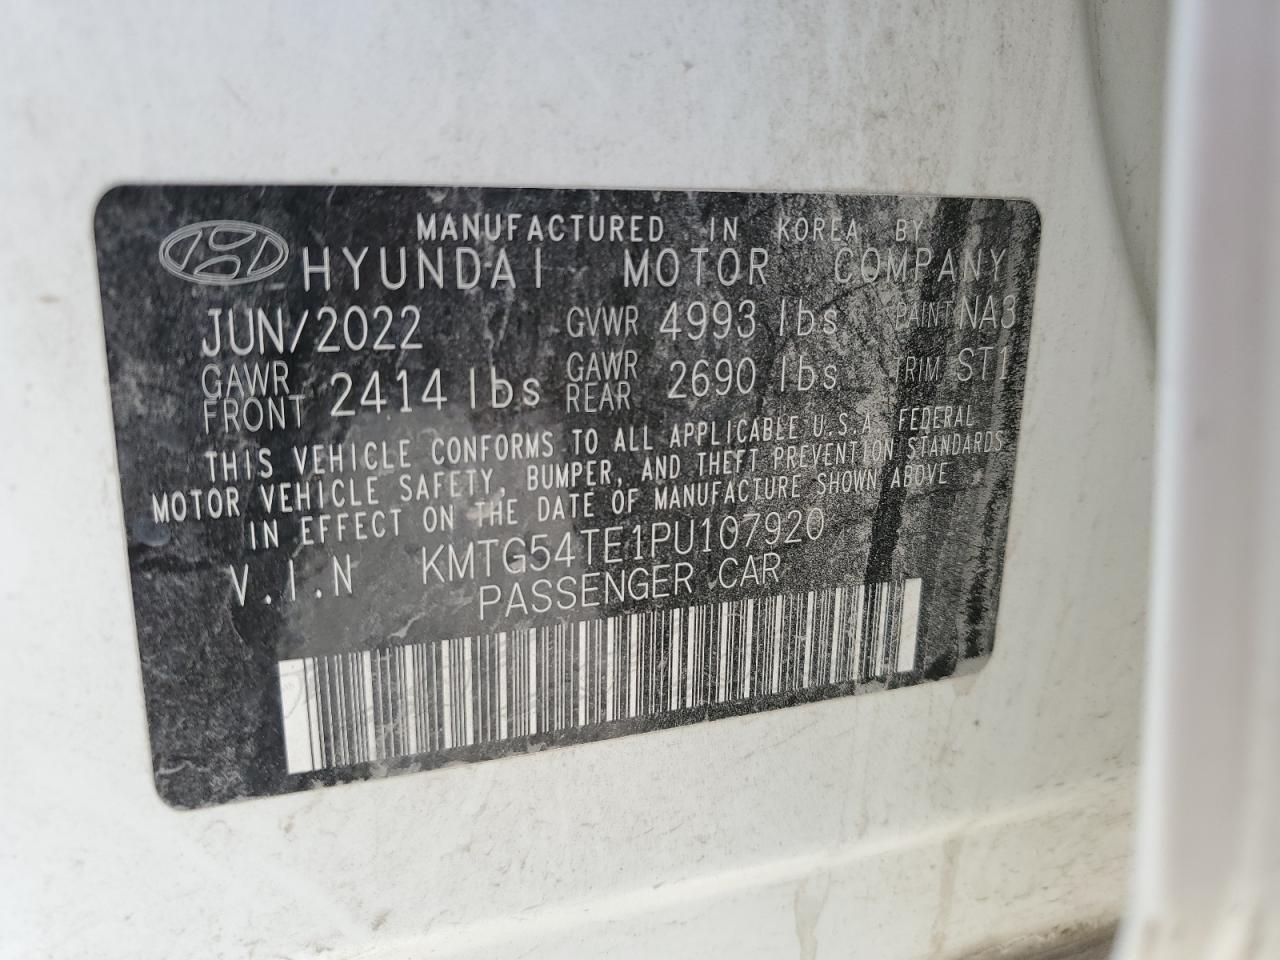 MANUFACTURED IN KOREA BY
HYUNDAI MOTOR COMPANY
JUN/2022 GVWR 4993 lbs PAINT NA3
GAWR FRONT 2414 lbs GAWR REAR 2690 lbs TRIM ST1
THIS VEHICLE CONFORMS TO ALL APPLICABLE U.S.A. FEDERAL
MOTOR VEHICLE SAFETY, BUMPER, AND THEFT PREVENTION STANDARDS
IN EFFECT ON THE DATE OF MANUFACTURE SHOWN ABOVE
V.I.N KMTG54TE1PU107920
PASSENGER CAR